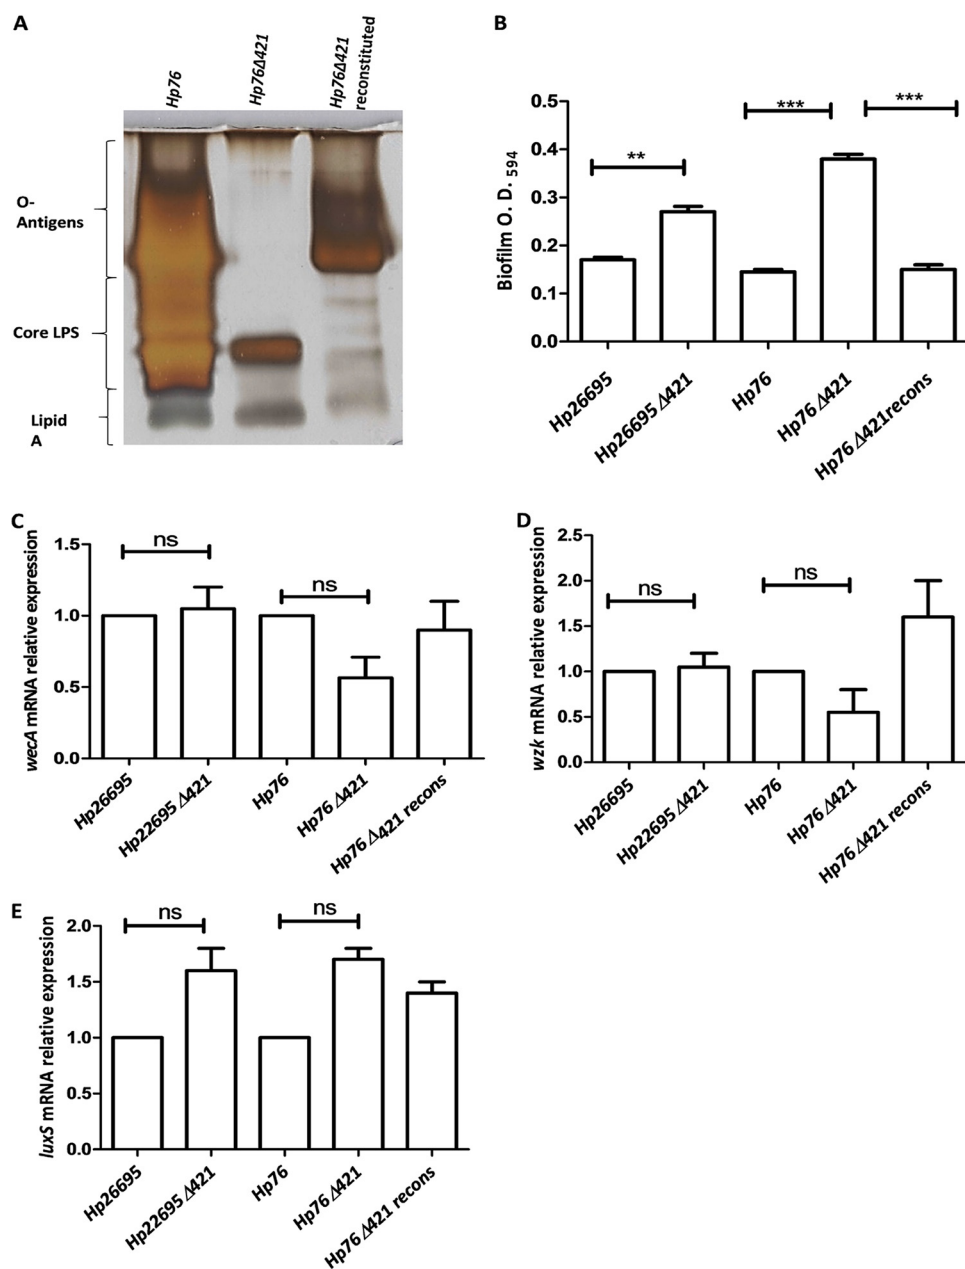 A
Hp76
Hp76Δ421
Hp76Δ421
reconstituted
O-
Antigens
Core LPS
Lipid
A
B
Biofilm O. D. 594
0.5
0.4
0.3
0.2
0.1
0.0
**
***
***
Hp26695
Hp26695 Δ421
Hp76
Hp76 Δ421
Hp76 Δ421recons
C
wecA mRNA relative expression
1.5
1.0
0.5
0.0
ns
ns
Hp26695
Hp22695 Δ421
Hp76
Hp76 Δ421
Hp76 Δ421 recons
D
wzk mRNA relative expression
2.5
2.0
1.5
1.0
0.5
0.0
ns
ns
Hp26695
Hp22695 Δ421
Hp76
Hp76 Δ421
Hp76 Δ421 recons
E
luxS mRNA relative expression
2.0
1.5
1.0
0.5
0.0
ns
ns
Hp26695
Hp22695 Δ421
Hp76
Hp76 Δ421
Hp76 Δ421 recons